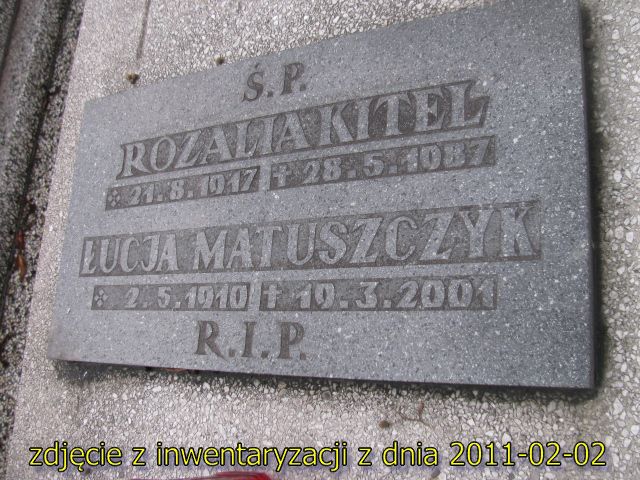 Ś.P.
ROZALIA KITEL
* 21.8.1917 † 28.5.1987
ŁUCJA MATUSZCZYK
* 2.5.1910 † 19.3.2001
R.I.P.
zdjęcie z inwentaryzacji z dnia 2011-02-02